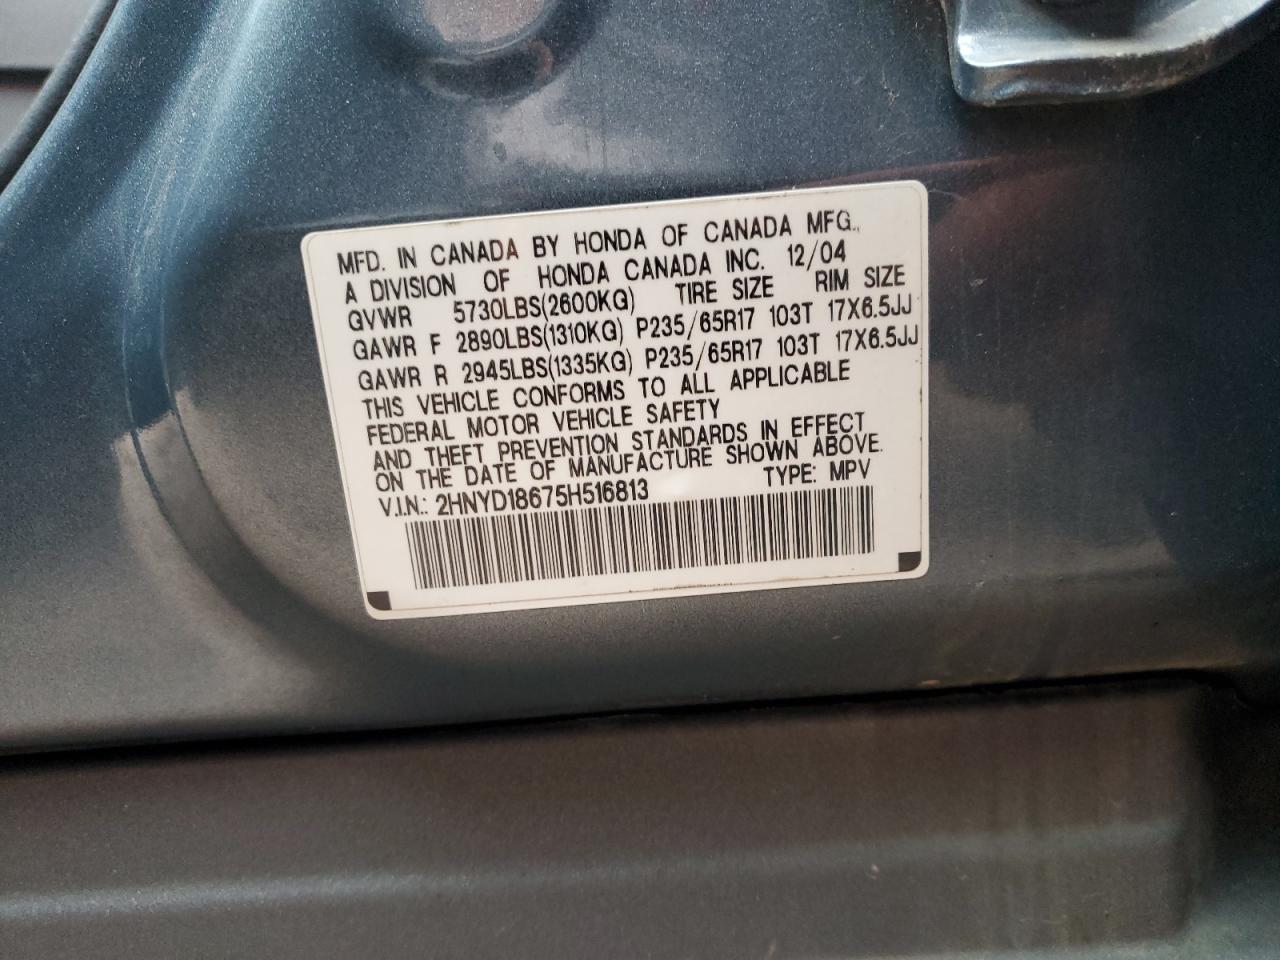 MFD. IN CANADA BY HONDA OF CANADA MFG.,
A DIVISION OF HONDA CANADA INC. 12/04
GVWR 5730LBS(2600KG) TIRE SIZE RIM SIZE
GAWR F 2890LBS(1310KG) P235/65R17 103T 17X6.5JJ
GAWR R 2945LBS(1335KG) P235/65R17 103T 17X6.5JJ
THIS VEHICLE CONFORMS TO ALL APPLICABLE
FEDERAL MOTOR VEHICLE SAFETY
AND THEFT PREVENTION STANDARDS IN EFFECT
ON THE DATE OF MANUFACTURE SHOWN ABOVE.
V.I.N.: 2HNYD18675H516813 TYPE: MPV